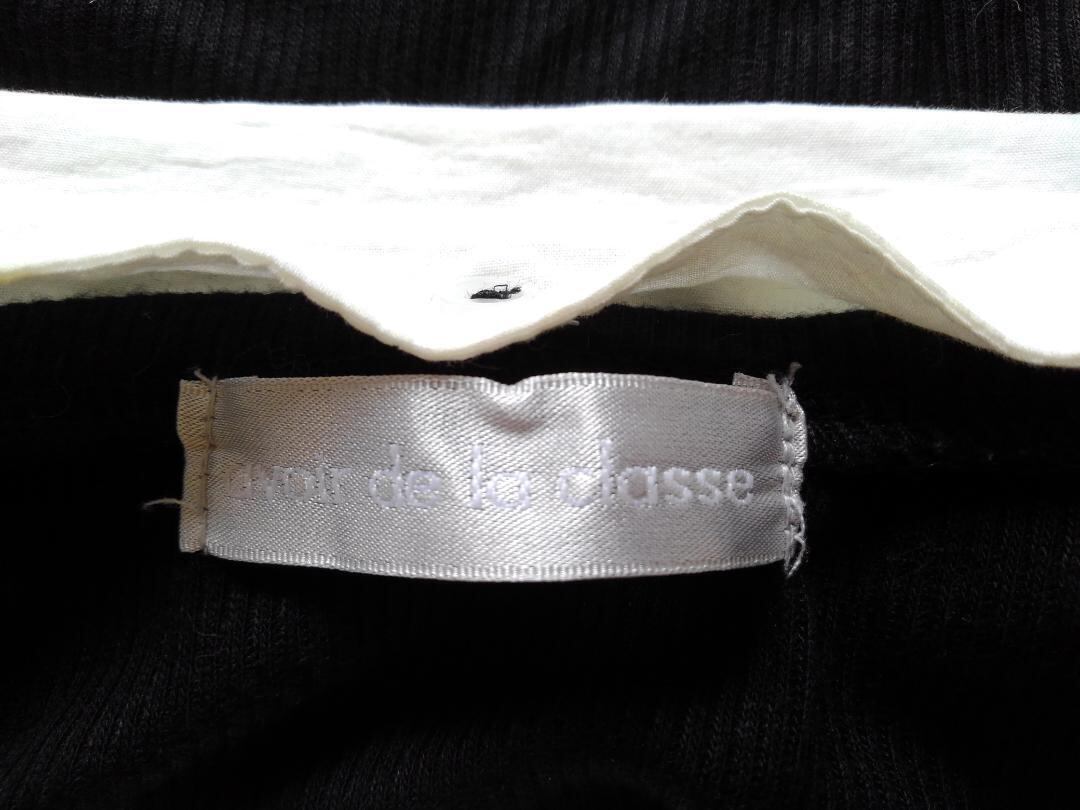 avoir de la classe